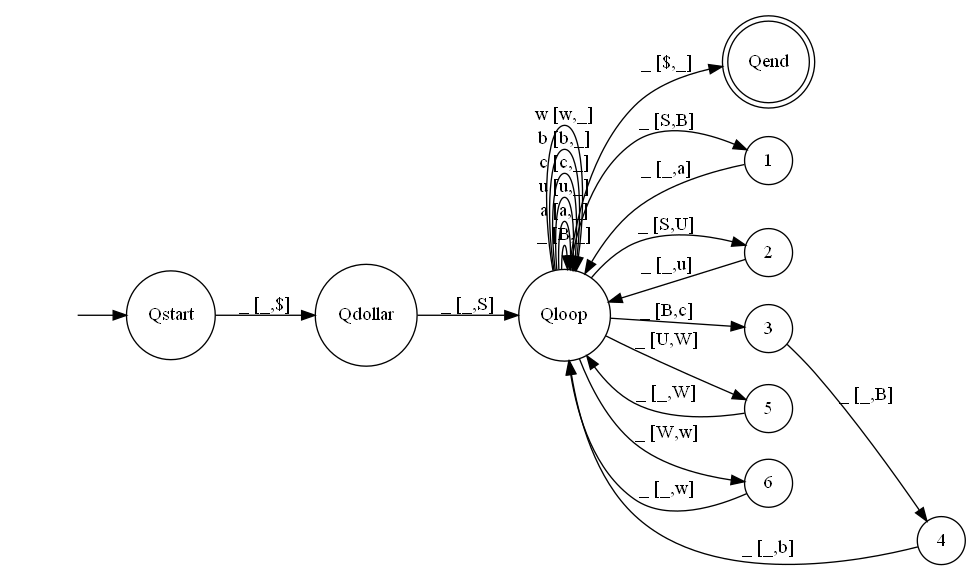 _ [$,_]
Qend
w [w,_]
_ [S,B]
b [b,_]
1
c [c,_]
_ [_,a]
u [u,_]
a [a,_]
_ [S,U]
_ [B,_]
2
_ [_,u]
Qstart
_ [_,$]
Qdollar
_ [_,S]
Qloop
_ [B,c]
3
_ [U,W]
_ [_,W]
5
_ [_,B]
_ [W,w]
6
_ [_,w]
4
_ [_,b]